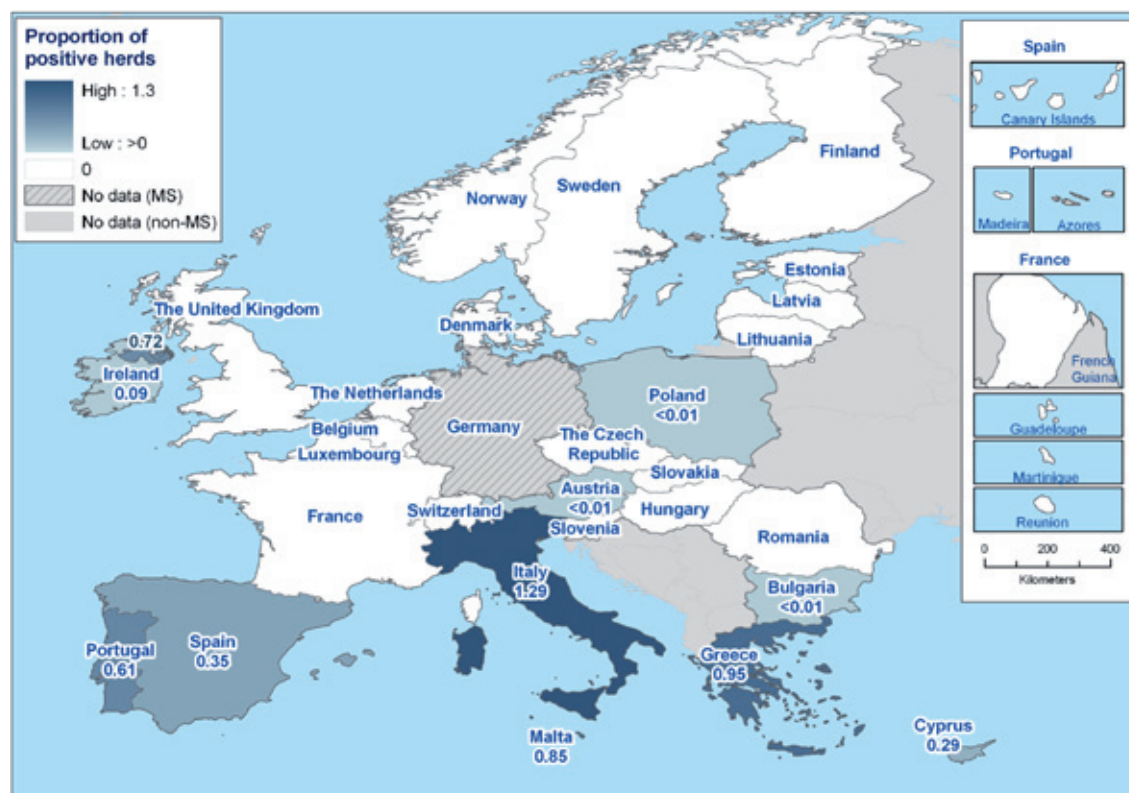 Proportion of
positive herds
High : 1.3
Low : >0
0
No data (MS)
No data (non-MS)
Spain
Canary Islands
Portugal
Madeira
Azores
France
French
Guiana
Guadeloupe
Martinique
Reunion
0 200 400
Kilometers
Finland
Norway
Sweden
Estonia
Latvia
Lithuania
Denmark
The United Kingdom
0.72
Ireland
0.09
The Netherlands
Belgium
Luxembourg
Germany
Poland
<0.01
The Czech
Republic
Slovakia
Austria
<0.01
Hungary
Switzerland
Slovenia
France
Romania
Italy
1.29
Bulgaria
<0.01
Portugal
0.61
Spain
0.35
Greece
0.95
Malta
0.85
Cyprus
0.29